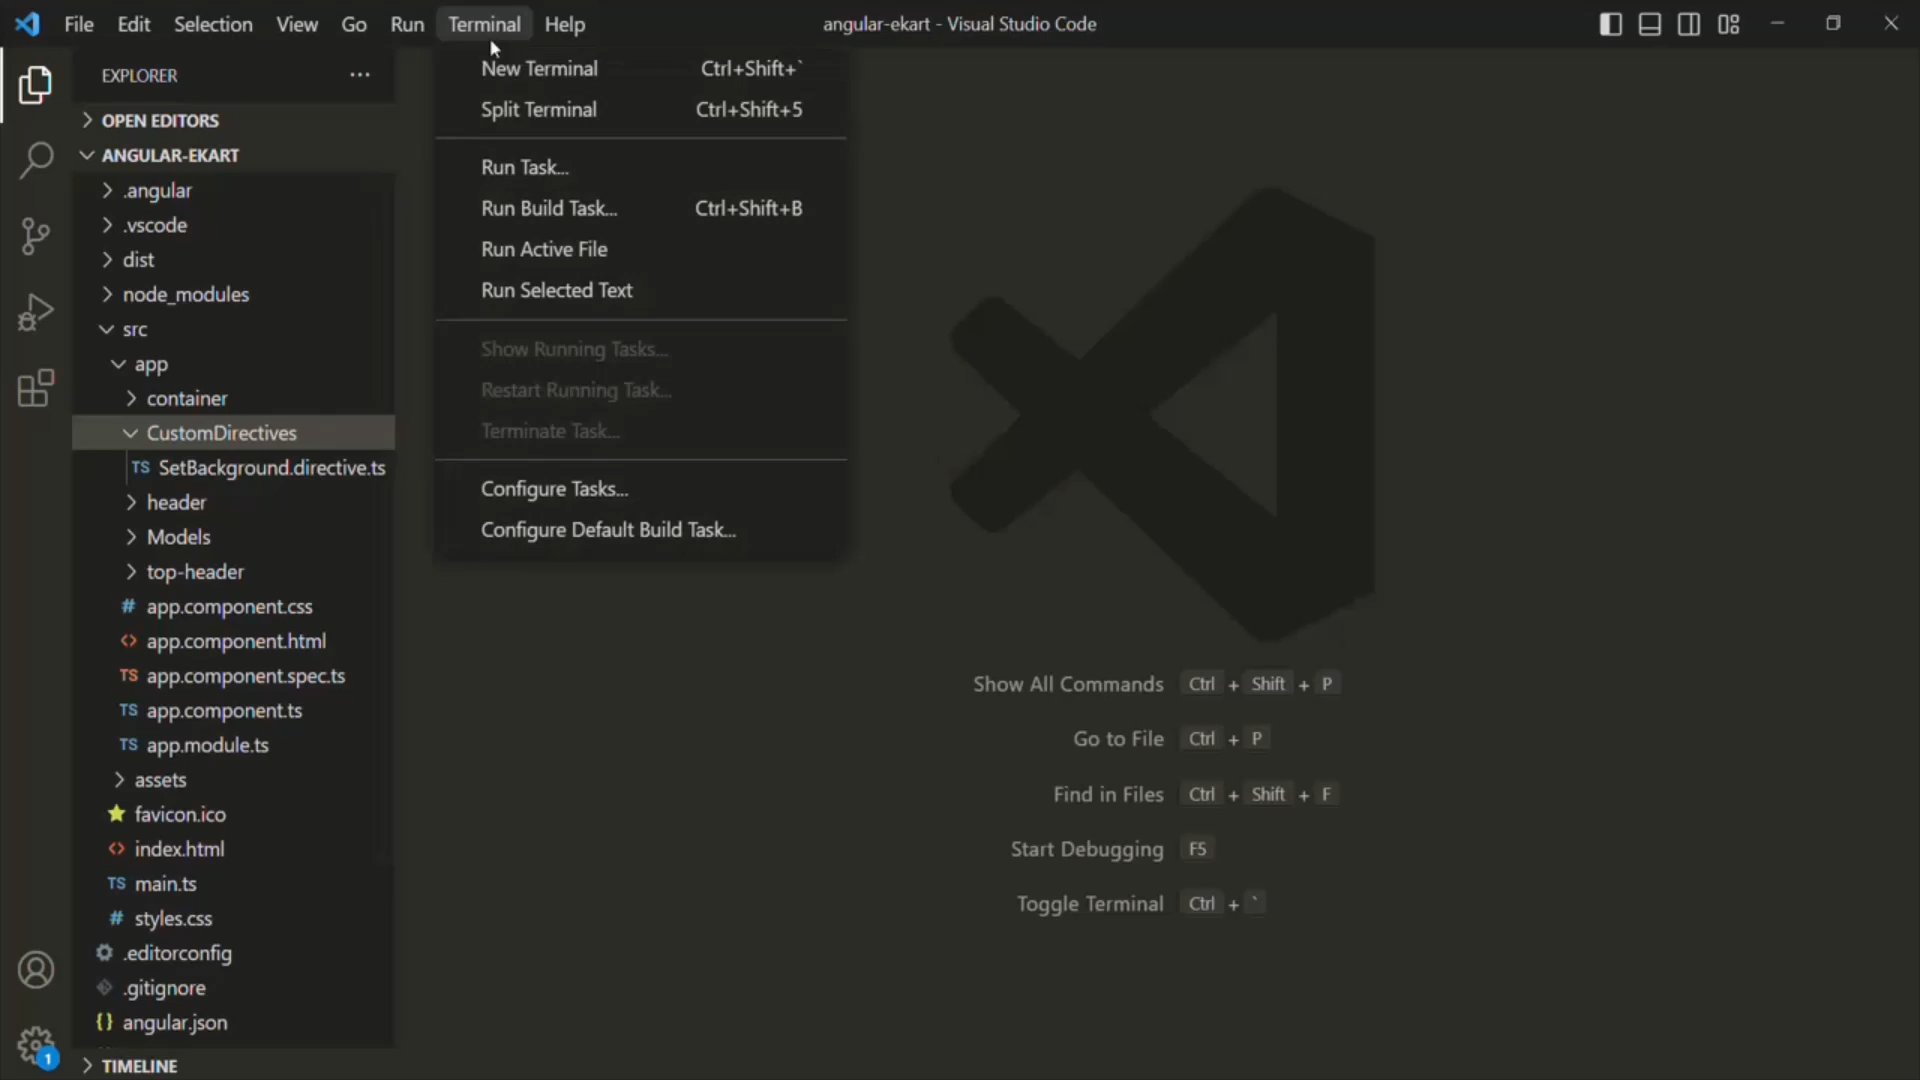 File Edit Selection View Go Run Terminal Help angular-ekart - Visual Studio Code
EXPLORER
OPEN EDITORS
ANGULAR-EKART
.angular
.vscode
dist
node_modules
src
app
container
CustomDirectives
TS SetBackground.directive.ts
header
Models
top-header
# app.component.css
<> app.component.html
TS app.component.spec.ts
TS app.component.ts
TS app.module.ts
assets
favicon.ico
<> index.html
TS main.ts
# styles.css
.editorconfig
.gitignore
{} angular.json
TIMELINE
1
New Terminal Ctrl+Shift+`
Split Terminal Ctrl+Shift+5
Run Task...
Run Build Task... Ctrl+Shift+B
Run Active File
Run Selected Text
Show Running Tasks...
Restart Running Task...
Terminate Task...
Configure Tasks...
Configure Default Build Task...
Show All Commands Ctrl + Shift + P
Go to File Ctrl + P
Find in Files Ctrl + Shift + F
Start Debugging F5
Toggle Terminal Ctrl + `